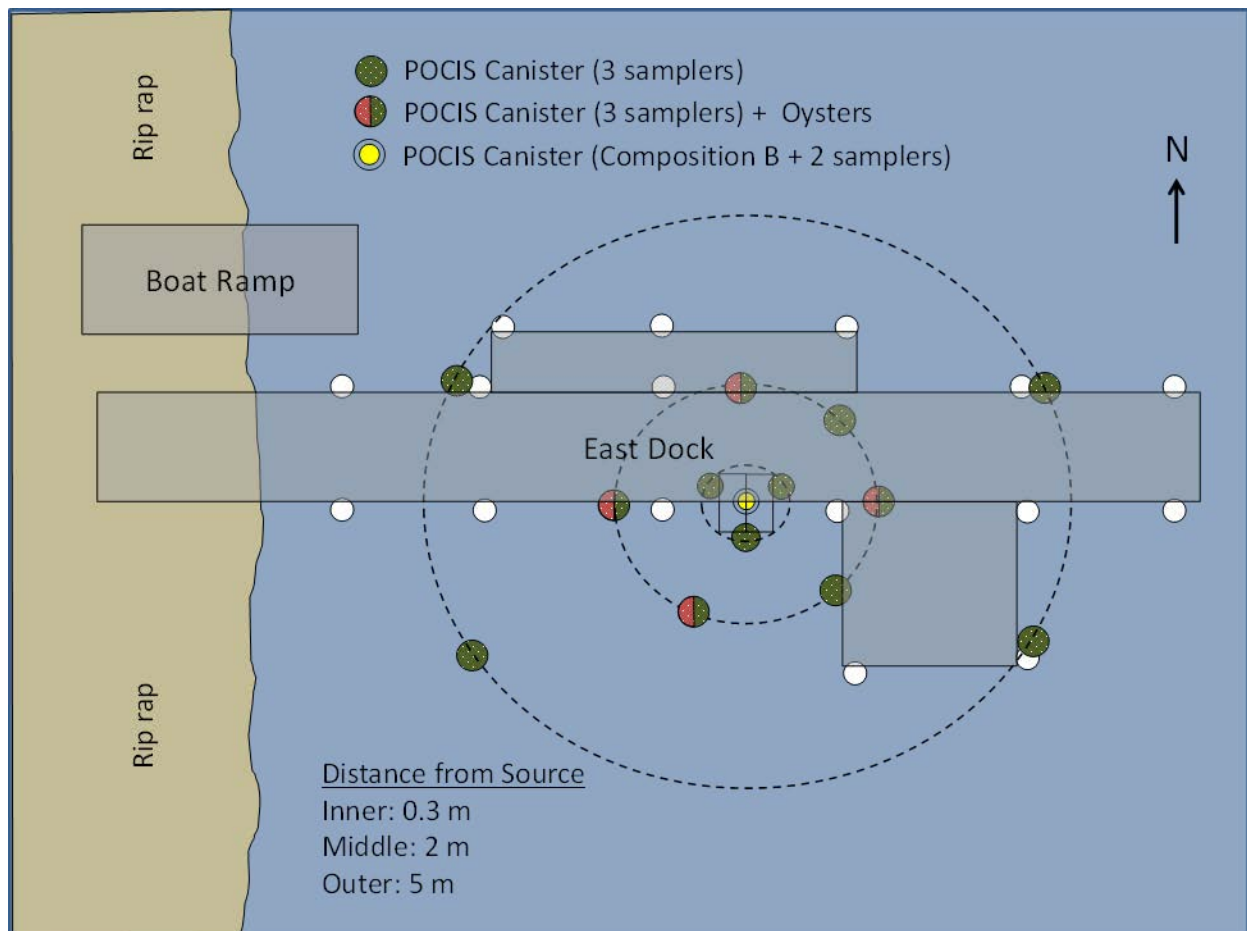 Rip rap
POCIS Canister (3 samplers)
POCIS Canister (3 samplers) + Oysters
POCIS Canister (Composition B + 2 samplers)
N
Boat Ramp
East Dock
Rip rap
Distance from Source
Inner: 0.3 m
Middle: 2 m
Outer: 5 m